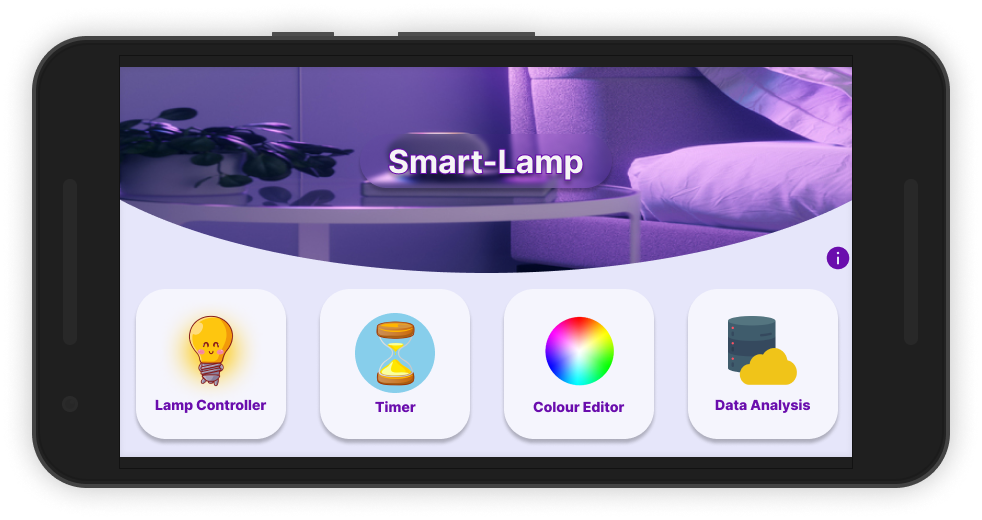 Smart-Lamp
Lamp Controller
Timer
Colour Editor
Data Analysis